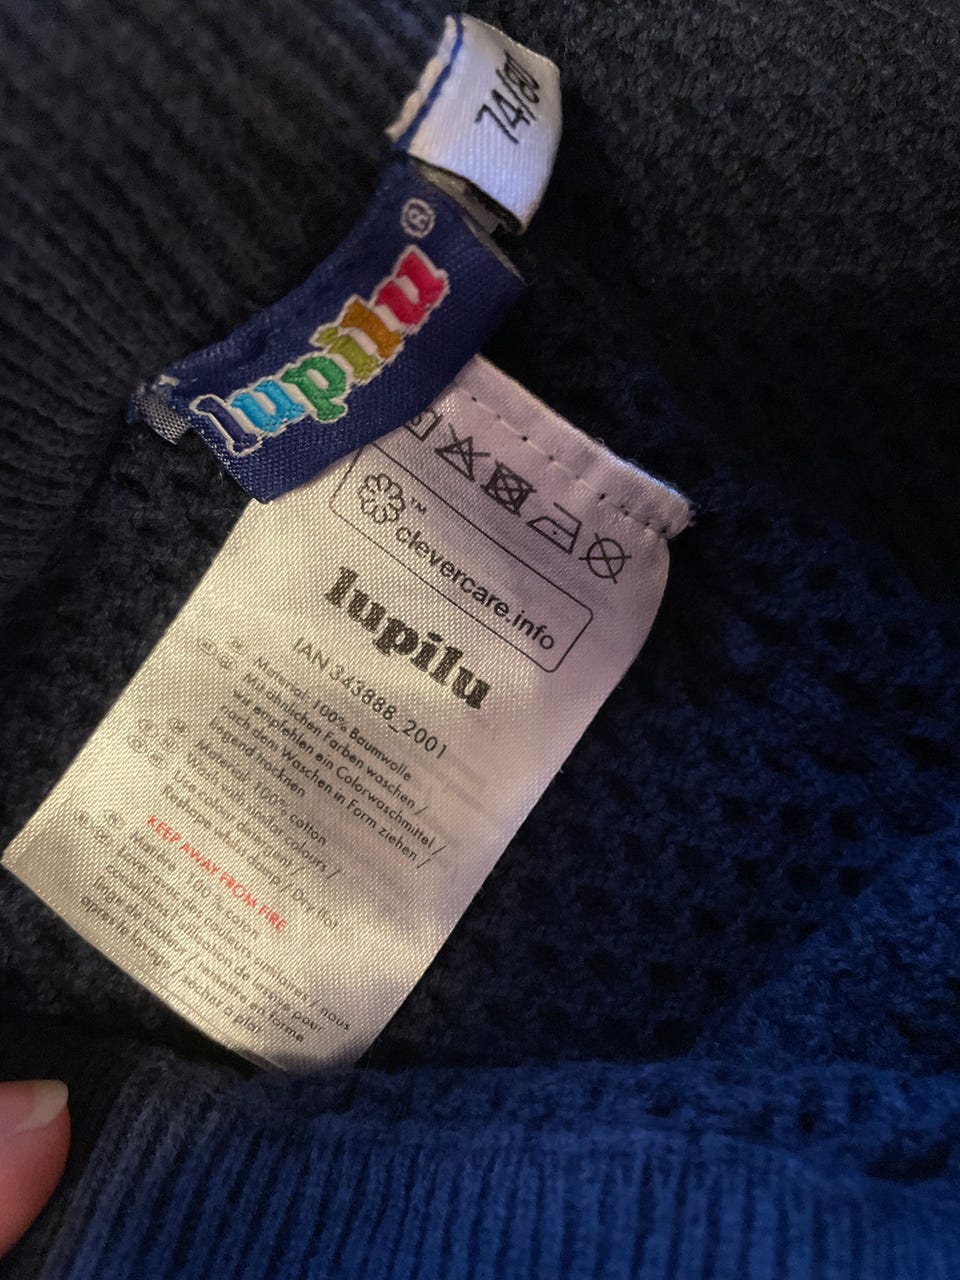 74/80
lupilu®
clevercare.info
™
lupilu
IAN 343888_2001
Material: 100% Baumwolle
Mit ähnlichen Farben waschen /
wir empfehlen ein Colorwaschmittel /
nach dem Waschen in Form ziehen /
liegend trocknen
Material: 100% cotton
Wash with similar colours /
Use colour detergent /
Reshape whilst damp / Dry flat
KEEP AWAY FROM FIRE
Matière : 100 % coton
Laver avec des couleurs similaires / nous
conseillons l'utilisation de lessive pour
linge de couleur / remettre en forme
après le lavage / sécher à plat